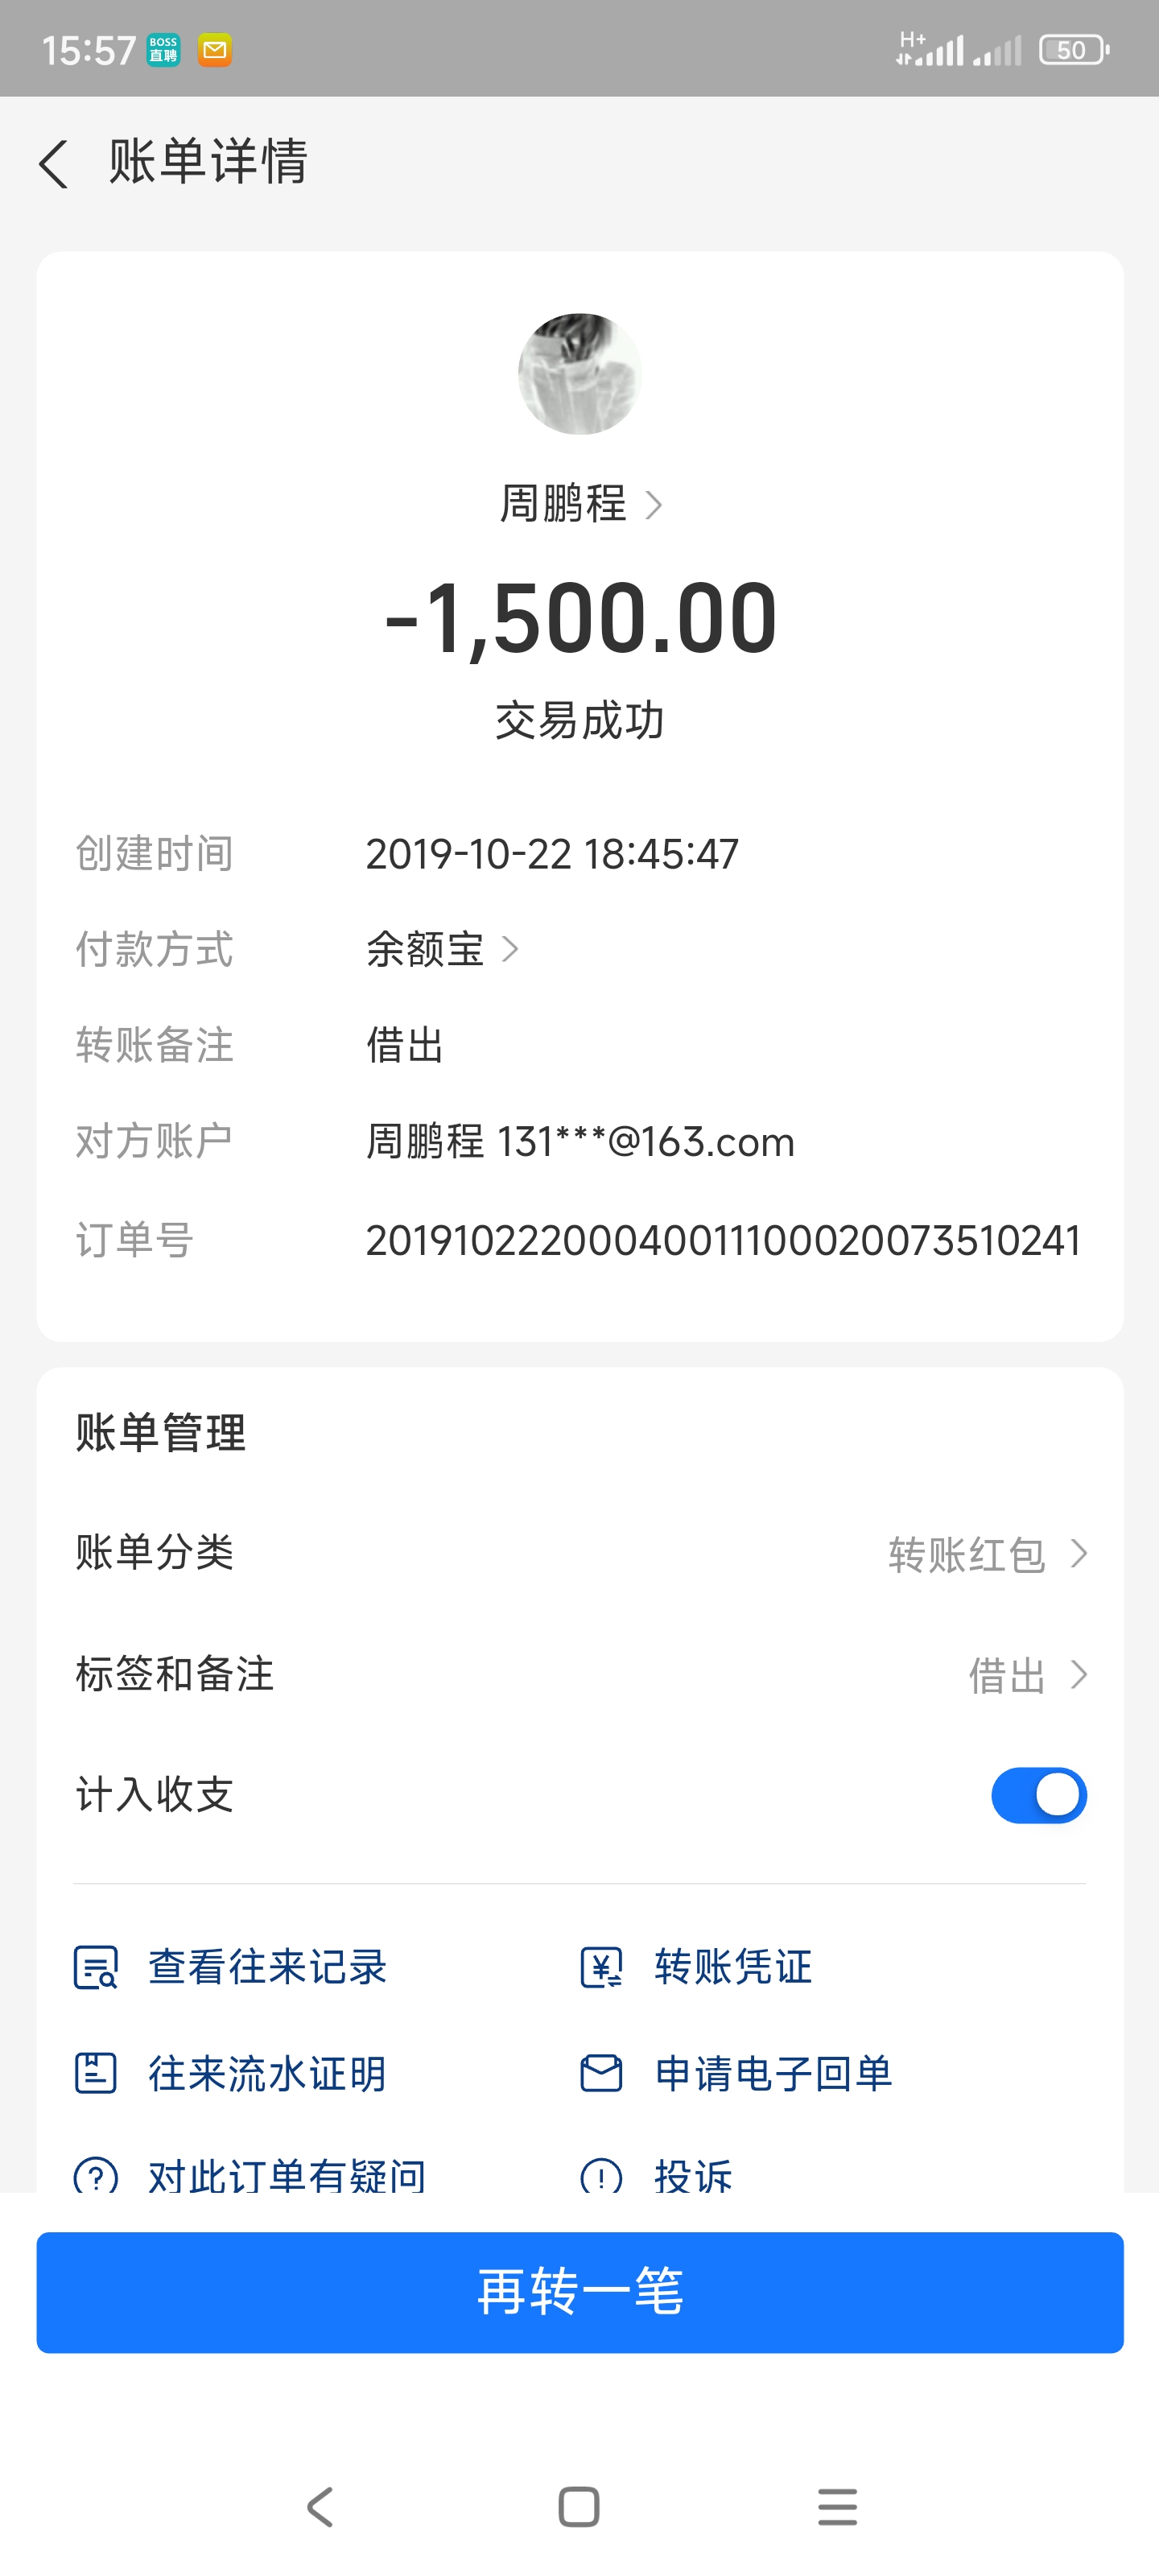 15:57 BOSS直聘 H+ 50
账单详情
周鹏程
-1,500.00
交易成功
创建时间 2019-10-22 18:45:47
付款方式 余额宝
转账备注 借出
对方账户 周鹏程 131***@163.com
订单号 20191022200040011100020073510241
账单管理
账单分类 转账红包
标签和备注 借出
计入收支
查看往来记录 转账凭证
往来流水证明 申请电子回单
对此订单有疑问 投诉
再转一笔